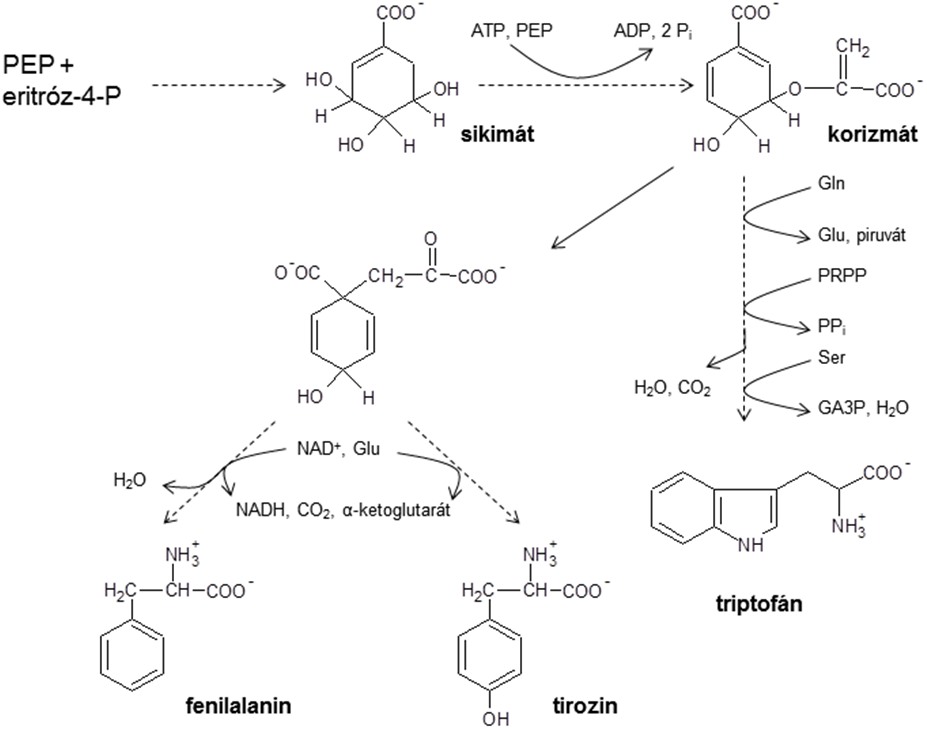 COO⁻
COO⁻
ATP, PEP
ADP, 2 Pᵢ
CH₂
PEP +
eritróz-4-P
HO
OH
H
H
HO
H
sikimát
O
C
COO⁻
H
HO
H
korizmát
Gln
Glu, piruvát
PRPP
PPᵢ
Ser
H₂O, CO₂
GA3P, H₂O
O
O⁻OC
CH₂
C
COO⁻
HO
H
NAD⁺, Glu
H₂O
NADH, CO₂, α-ketoglutarát
COO⁻
NH₃⁺
NH
triptofán
NH₃⁺
H₂C
CH
COO⁻
fenilalanin
NH₃⁺
H₂C
CH
COO⁻
OH
tirozin